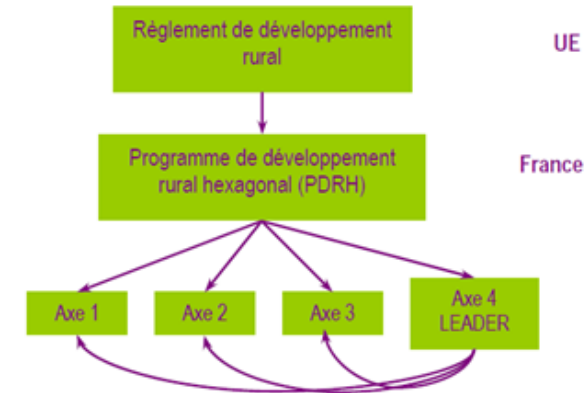 Règlement de développement
rural
UE
Programme de développement
rural hexagonal (PDRH)
France
Axe 1
Axe 2
Axe 3
Axe 4
LEADER